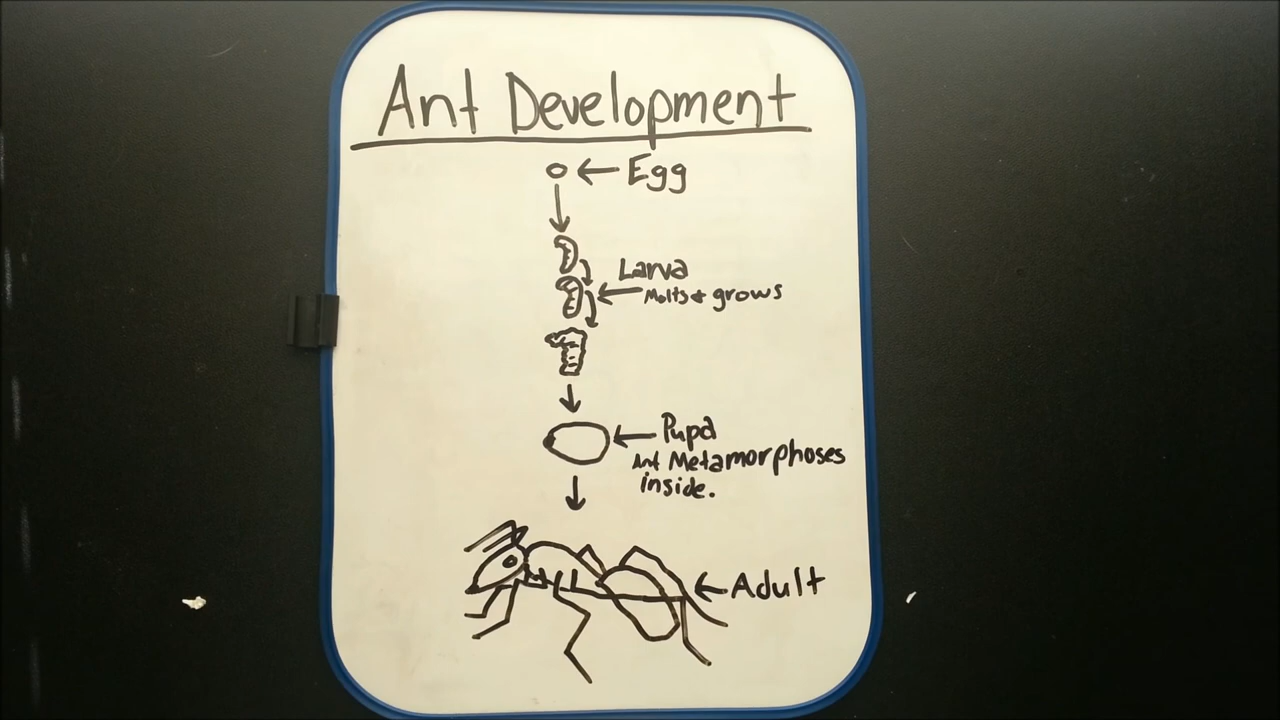 Ant Development
Egg
Larva
Molts & grows
Pupa
Ant Metamorphoses
inside.
Adult